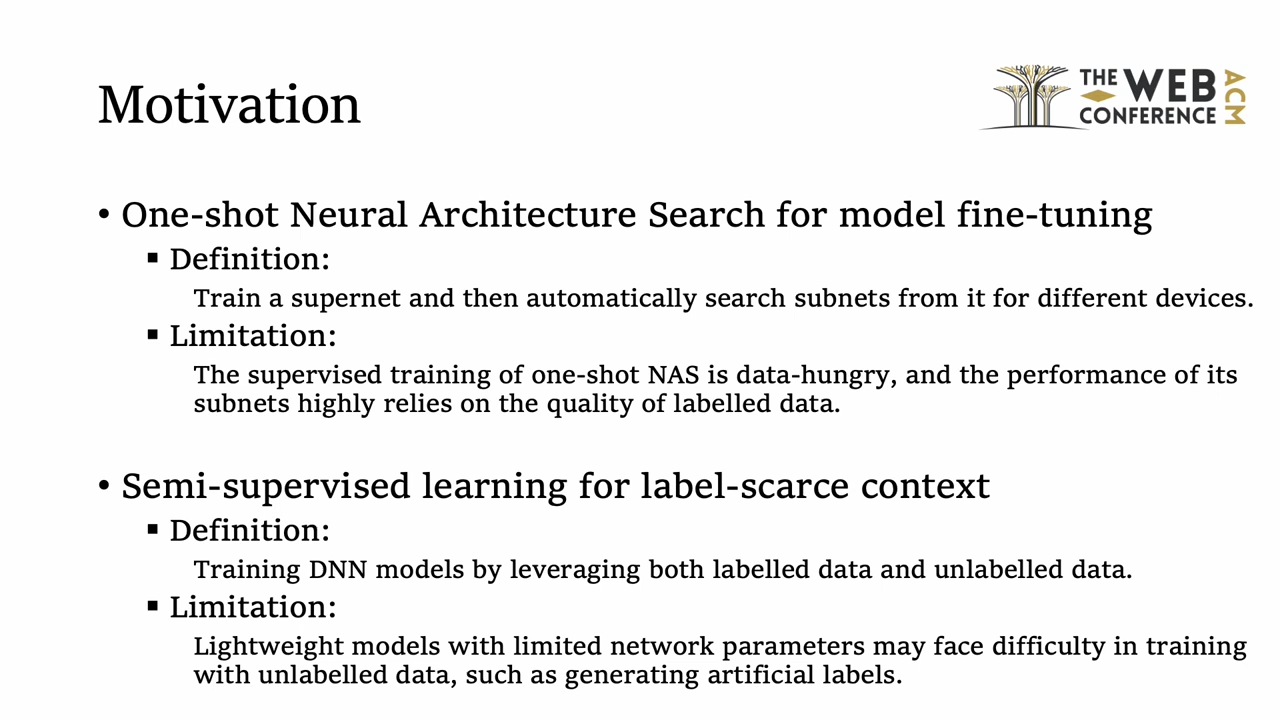 Motivation
THE WEB
CONFERENCE
ACM
• One-shot Neural Architecture Search for model fine-tuning
▪ Definition:
Train a supernet and then automatically search subnets from it for different devices.
▪ Limitation:
The supervised training of one-shot NAS is data-hungry, and the performance of its
subnets highly relies on the quality of labelled data.
• Semi-supervised learning for label-scarce context
▪ Definition:
Training DNN models by leveraging both labelled data and unlabelled data.
▪ Limitation:
Lightweight models with limited network parameters may face difficulty in training
with unlabelled data, such as generating artificial labels.